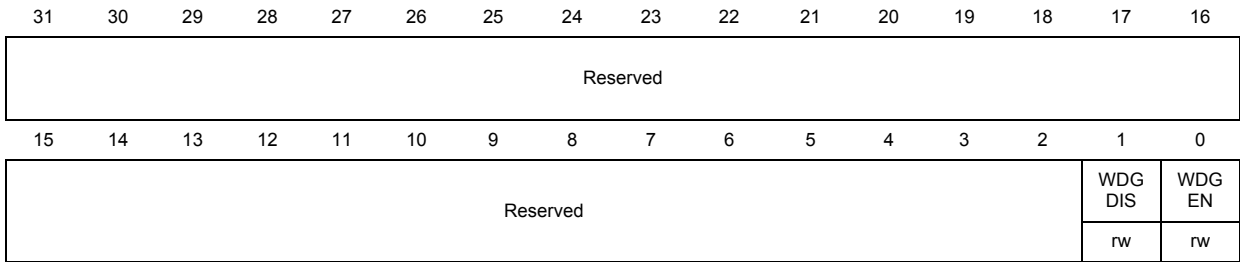 31 30 29 28 27 26 25 24 23 22 21 20 19 18 17 16
Reserved
15 14 13 12 11 10 9 8 7 6 5 4 3 2 1 0
Reserved
WDG DIS
WDG EN
rw rw